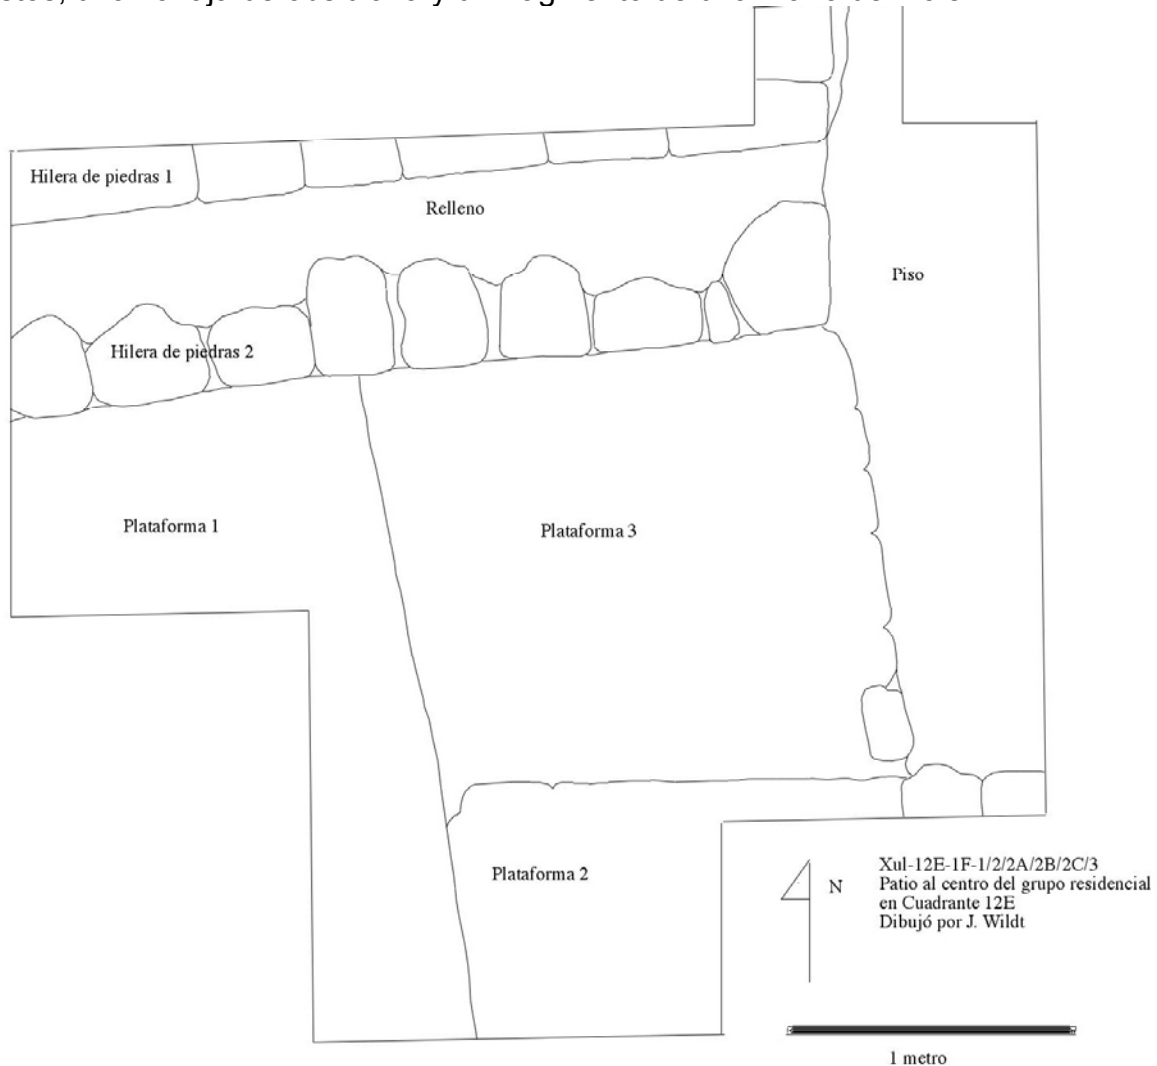 Hilera de piedras 1
Relleno
Piso
Hilera de piedras 2
Plataforma 1
Plataforma 3
Plataforma 2
N
Xul-12E-1F-1/2/2A/2B/2C/3
Patio al centro del grupo residencial
en Cuadrante 12E
Dibujó por J. Wildt
1 metro